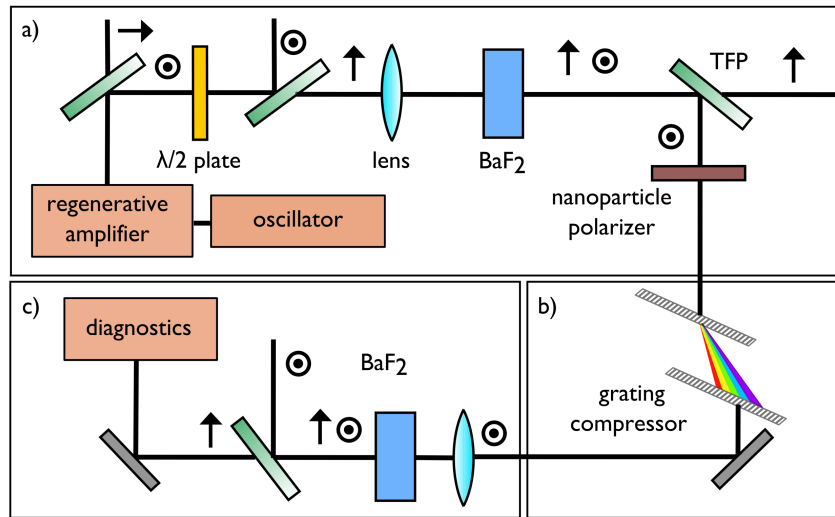 a)
TFP
λ/2 plate
lens
BaF2
nanoparticle
polarizer
regenerative
amplifier
oscillator
c)
diagnostics
BaF2
b)
grating
compressor